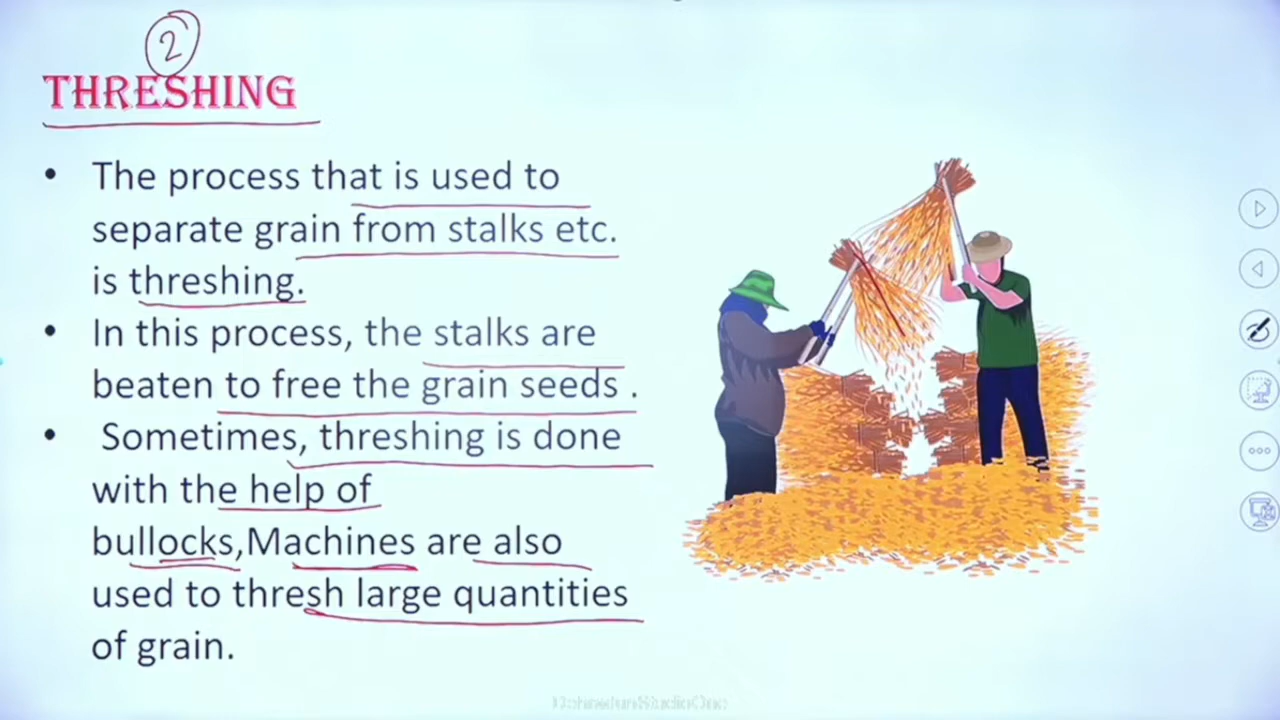 2
THRESHING
• The process that is used to
separate grain from stalks etc.
is threshing.
• In this process, the stalks are
beaten to free the grain seeds .
• Sometimes, threshing is done
with the help of
bullocks,Machines are also
used to thresh large quantities
of grain.
DehradunStudioOne